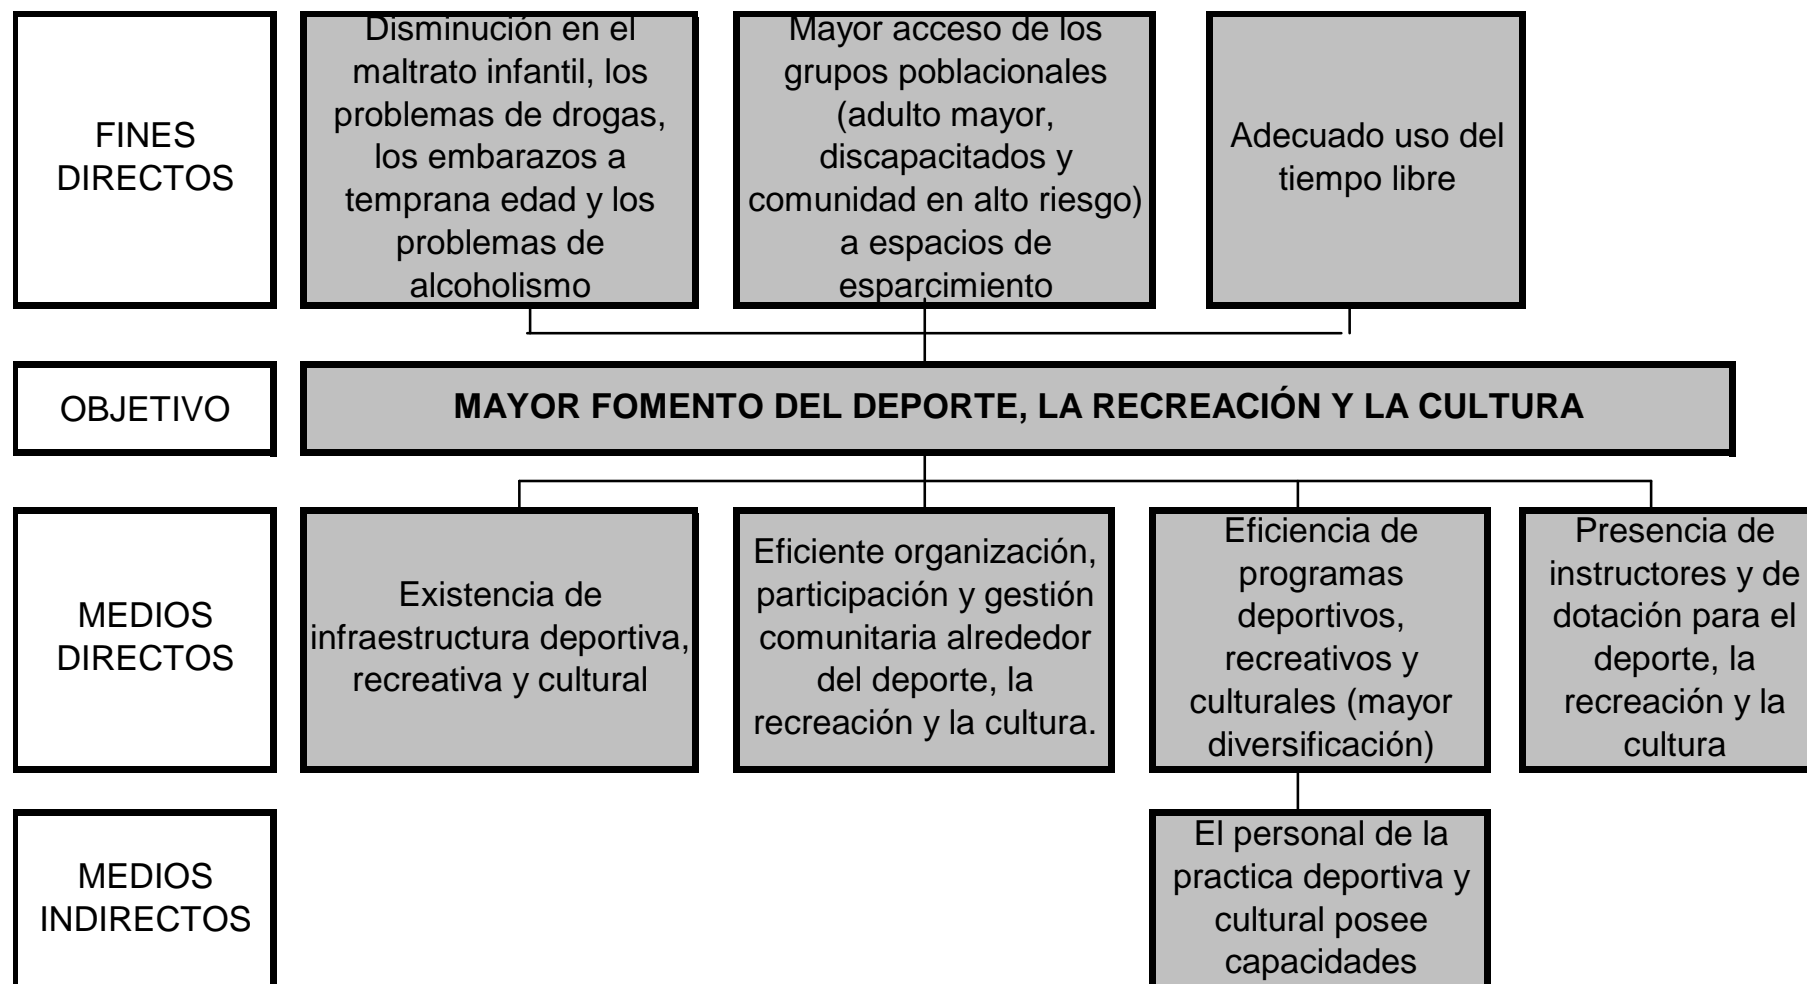 FINES
DIRECTOS
Disminución en el
maltrato infantil, los
problemas de drogas,
los embarazos a
temprana edad y los
problemas de
alcoholismo
Mayor acceso de los
grupos poblacionales
(adulto mayor,
discapacitados y
comunidad en alto riesgo)
a espacios de
esparcimiento
Adecuado uso del
tiempo libre
OBJETIVO
MAYOR FOMENTO DEL DEPORTE, LA RECREACIÓN Y LA CULTURA
MEDIOS
DIRECTOS
Existencia de
infraestructura deportiva,
recreativa y cultural
Eficiente organización,
participación y gestión
comunitaria alrededor
del deporte, la
recreación y la cultura.
Eficiencia de
programas
deportivos,
recreativos y
culturales (mayor
diversificación)
Presencia de
instructores y de
dotación para el
deporte, la
recreación y la
cultura
MEDIOS
INDIRECTOS
El personal de la
practica deportiva y
cultural posee
capacidades